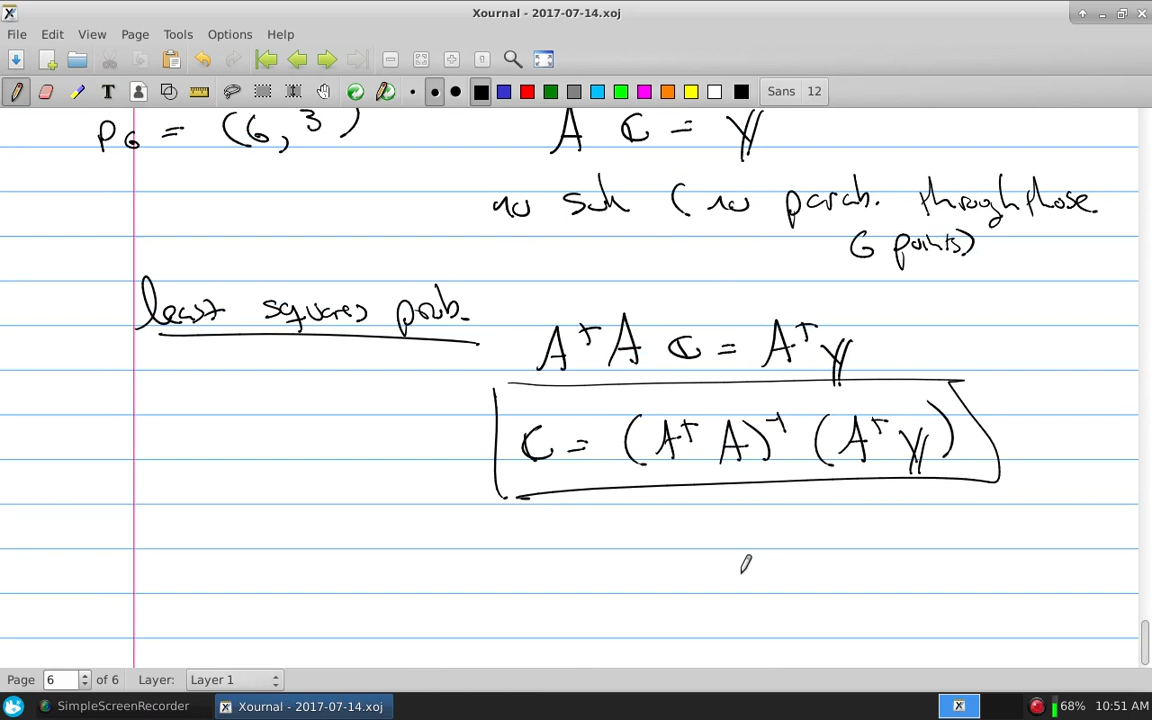 Xournal - 2017-07-14.xoj
File Edit View Page Tools Options Help
Sans 12
P6 = (6, 3)
A C = Y
no soln (no parab. through those
6 points)
least squares prob.
AᵀA C = AᵀY
C = (AᵀA)⁻¹ (AᵀY)
Page 6 of 6 Layer: Layer 1
SimpleScreenRecorder Xournal - 2017-07-14.xoj 68% 10:51 AM